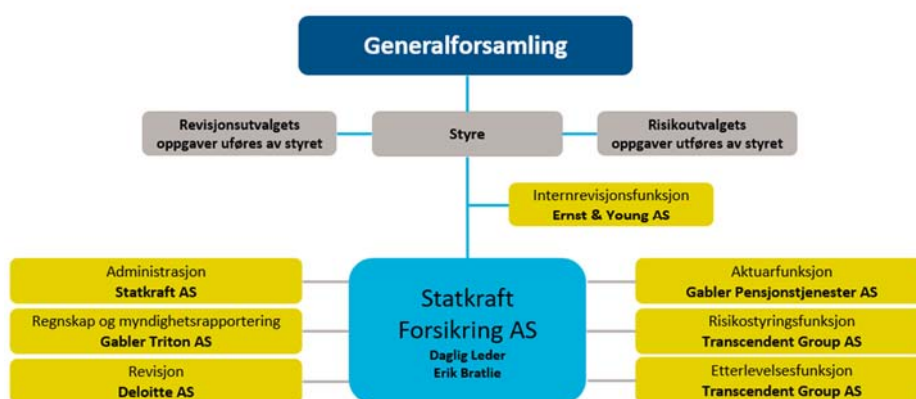 Generalforsamling
Revisjonsutvalgets
oppgaver uføres av styret
Styre
Risikoutvalgets
oppgaver utføres av styret
Internrevisjonsfunksjon
Ernst & Young AS
Administrasjon
Statkraft AS
Regnskap og myndighetsrapportering
Gabler Triton AS
Revisjon
Deloitte AS
Statkraft
Forsikring AS
Daglig Leder
Erik Bratlie
Aktuarfunksjon
Gabler Pensjonstjenester AS
Risikostyringsfunksjon
Transcendent Group AS
Etterlevelsesfunksjon
Transcendent Group AS